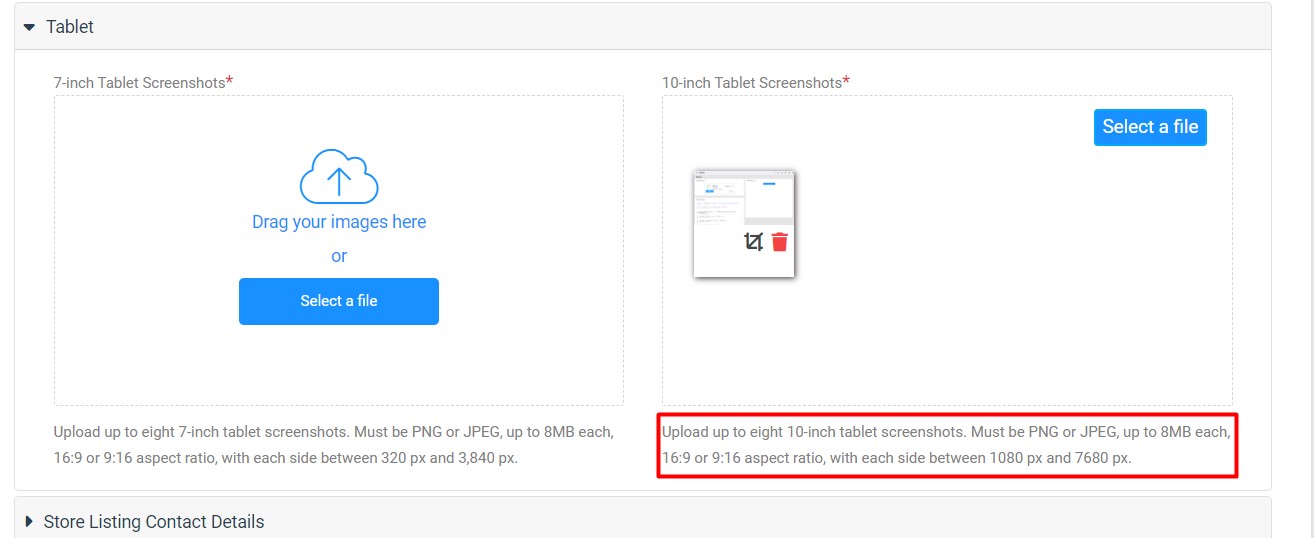 Tablet
7-inch Tablet Screenshots*
Drag your images here
or
Select a file
Upload up to eight 7-inch tablet screenshots. Must be PNG or JPEG, up to 8MB each,
16:9 or 9:16 aspect ratio, with each side between 320 px and 3,840 px.
10-inch Tablet Screenshots*
Select a file
Upload up to eight 10-inch tablet screenshots. Must be PNG or JPEG, up to 8MB each,
16:9 or 9:16 aspect ratio, with each side between 1080 px and 7680 px.
Store Listing Contact Details